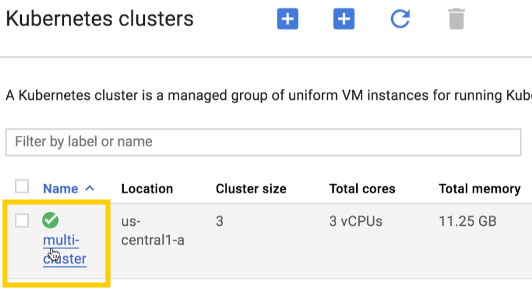 Kubernetes clusters
A Kubernetes cluster is a managed group of uniform VM instances for running Kube
Filter by label or name
Name Location Cluster size Total cores Total memory
multi-cluster us-central1-a 3 3 vCPUs 11.25 GB